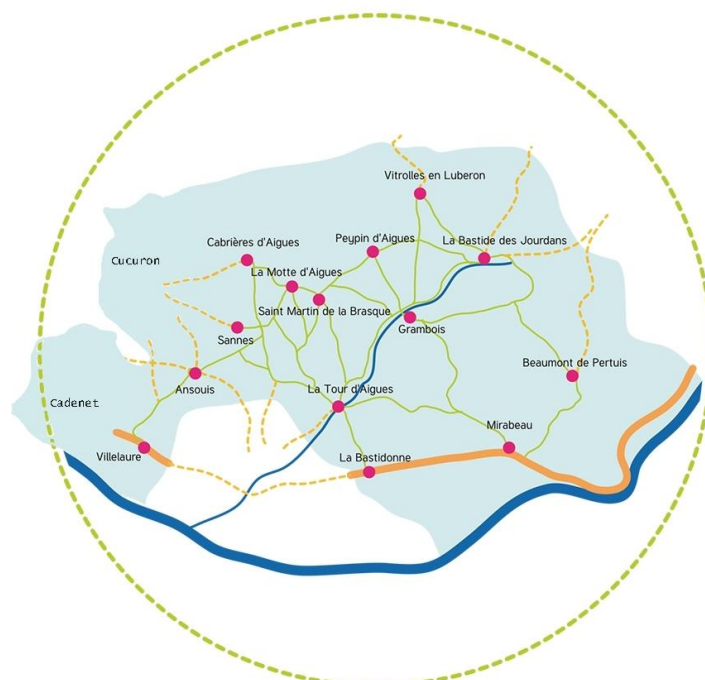 Vitrolles en Luberon
Cabrières d'Aigues
Peypin d'Aigues
La Bastide des Jourdans
Cucuron
La Motte d'Aigues
Saint Martin de la Brasque
Grambois
Sannes
Beaumont de Pertuis
Ansouis
La Tour d'Aigues
Cadenet
Mirabeau
Villelaure
La Bastidonne